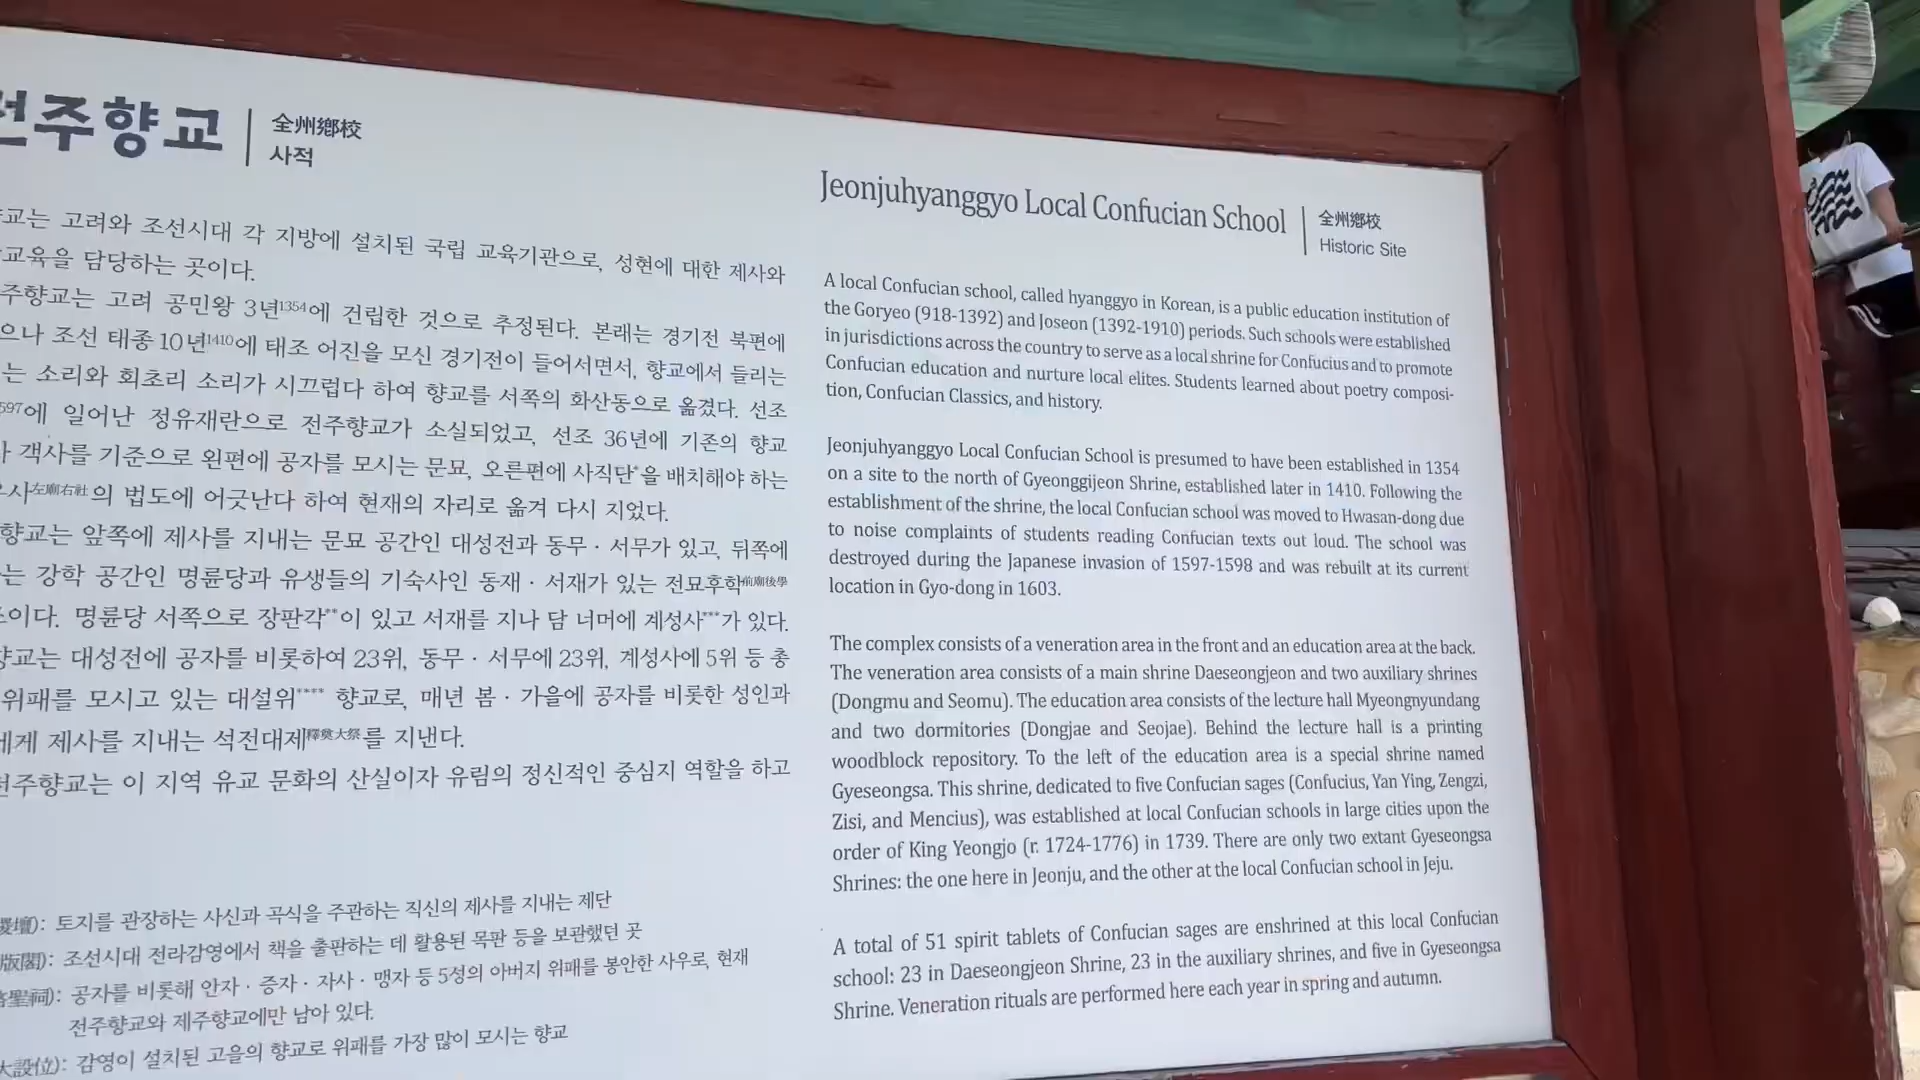 전주향교
全州鄕校
사적
향교는 고려와 조선시대 각 지방에 설치된 국립 교육기관으로, 성현에 대한 제사와
교육을 담당하는 곳이다.
주향교는 고려 공민왕 3년1354에 건립한 것으로 추정된다. 본래는 경기전 북편에
으나 조선 태종 10년1410에 태조 어진을 모신 경기전이 들어서면서, 향교에서 들리는
는 소리와 회초리 소리가 시끄럽다 하여 향교를 서쪽의 화산동으로 옮겼다. 선조
597에 일어난 정유재란으로 전주향교가 소실되었고, 선조 36년에 기존의 향교
가 객사를 기준으로 왼편에 공자를 모시는 문묘, 오른편에 사직단*을 배치해야 하는
우사左廟右社의 법도에 어긋난다 하여 현재의 자리로 옮겨 다시 지었다.
향교는 앞쪽에 제사를 지내는 문묘 공간인 대성전과 동무 · 서무가 있고, 뒤쪽에
는 강학 공간인 명륜당과 유생들의 기숙사인 동재 · 서재가 있는 전묘후학前廟後學
이다. 명륜당 서쪽으로 장판각**이 있고 서재를 지나 담 너머에 계성사***가 있다.
향교는 대성전에 공자를 비롯하여 23위, 동무 · 서무에 23위, 계성사에 5위 등 총
위패를 모시고 있는 대설위**** 향교로, 매년 봄 · 가을에 공자를 비롯한 성인과
에게 제사를 지내는 석전대제釋奠大祭를 지낸다.
전주향교는 이 지역 유교 문화의 산실이자 유림의 정신적인 중심지 역할을 하고
稷壇): 토지를 관장하는 사신과 곡식을 주관하는 직신의 제사를 지내는 제단
版閣): 조선시대 전라감영에서 책을 출판하는 데 활용된 목판 등을 보관했던 곳
啓聖祠): 공자를 비롯해 안자 · 증자 · 자사 · 맹자 등 5성의 아버지 위패를 봉안한 사우로, 현재
전주향교와 제주향교에만 남아 있다.
大設位): 감영이 설치된 고을의 향교로 위패를 가장 많이 모시는 향교
Jeonjuhyanggyo Local Confucian School
全州鄕校
Historic Site
A local Confucian school, called hyanggyo in Korean, is a public education institution of
the Goryeo (918-1392) and Joseon (1392-1910) periods. Such schools were established
in jurisdictions across the country to serve as a local shrine for Confucius and to promote
Confucian education and nurture local elites. Students learned about poetry composi-
tion, Confucian Classics, and history.
Jeonjuhyanggyo Local Confucian School is presumed to have been established in 1354
on a site to the north of Gyeonggijeon Shrine, established later in 1410. Following the
establishment of the shrine, the local Confucian school was moved to Hwasan-dong due
to noise complaints of students reading Confucian texts out loud. The school was
destroyed during the Japanese invasion of 1597-1598 and was rebuilt at its current
location in Gyo-dong in 1603.
The complex consists of a veneration area in the front and an education area at the back.
The veneration area consists of a main shrine Daeseongjeon and two auxiliary shrines
(Dongmu and Seomu). The education area consists of the lecture hall Myeongnyundang
and two dormitories (Dongjae and Seojae). Behind the lecture hall is a printing
woodblock repository. To the left of the education area is a special shrine named
Gyeseongsa. This shrine, dedicated to five Confucian sages (Confucius, Yan Ying, Zengzi,
Zisi, and Mencius), was established at local Confucian schools in large cities upon the
order of King Yeongjo (r. 1724-1776) in 1739. There are only two extant Gyeseongsa
Shrines: the one here in Jeonju, and the other at the local Confucian school in Jeju.
A total of 51 spirit tablets of Confucian sages are enshrined at this local Confucian
school: 23 in Daeseongjeon Shrine, 23 in the auxiliary shrines, and five in Gyeseongsa
Shrine. Veneration rituals are performed here each year in spring and autumn.